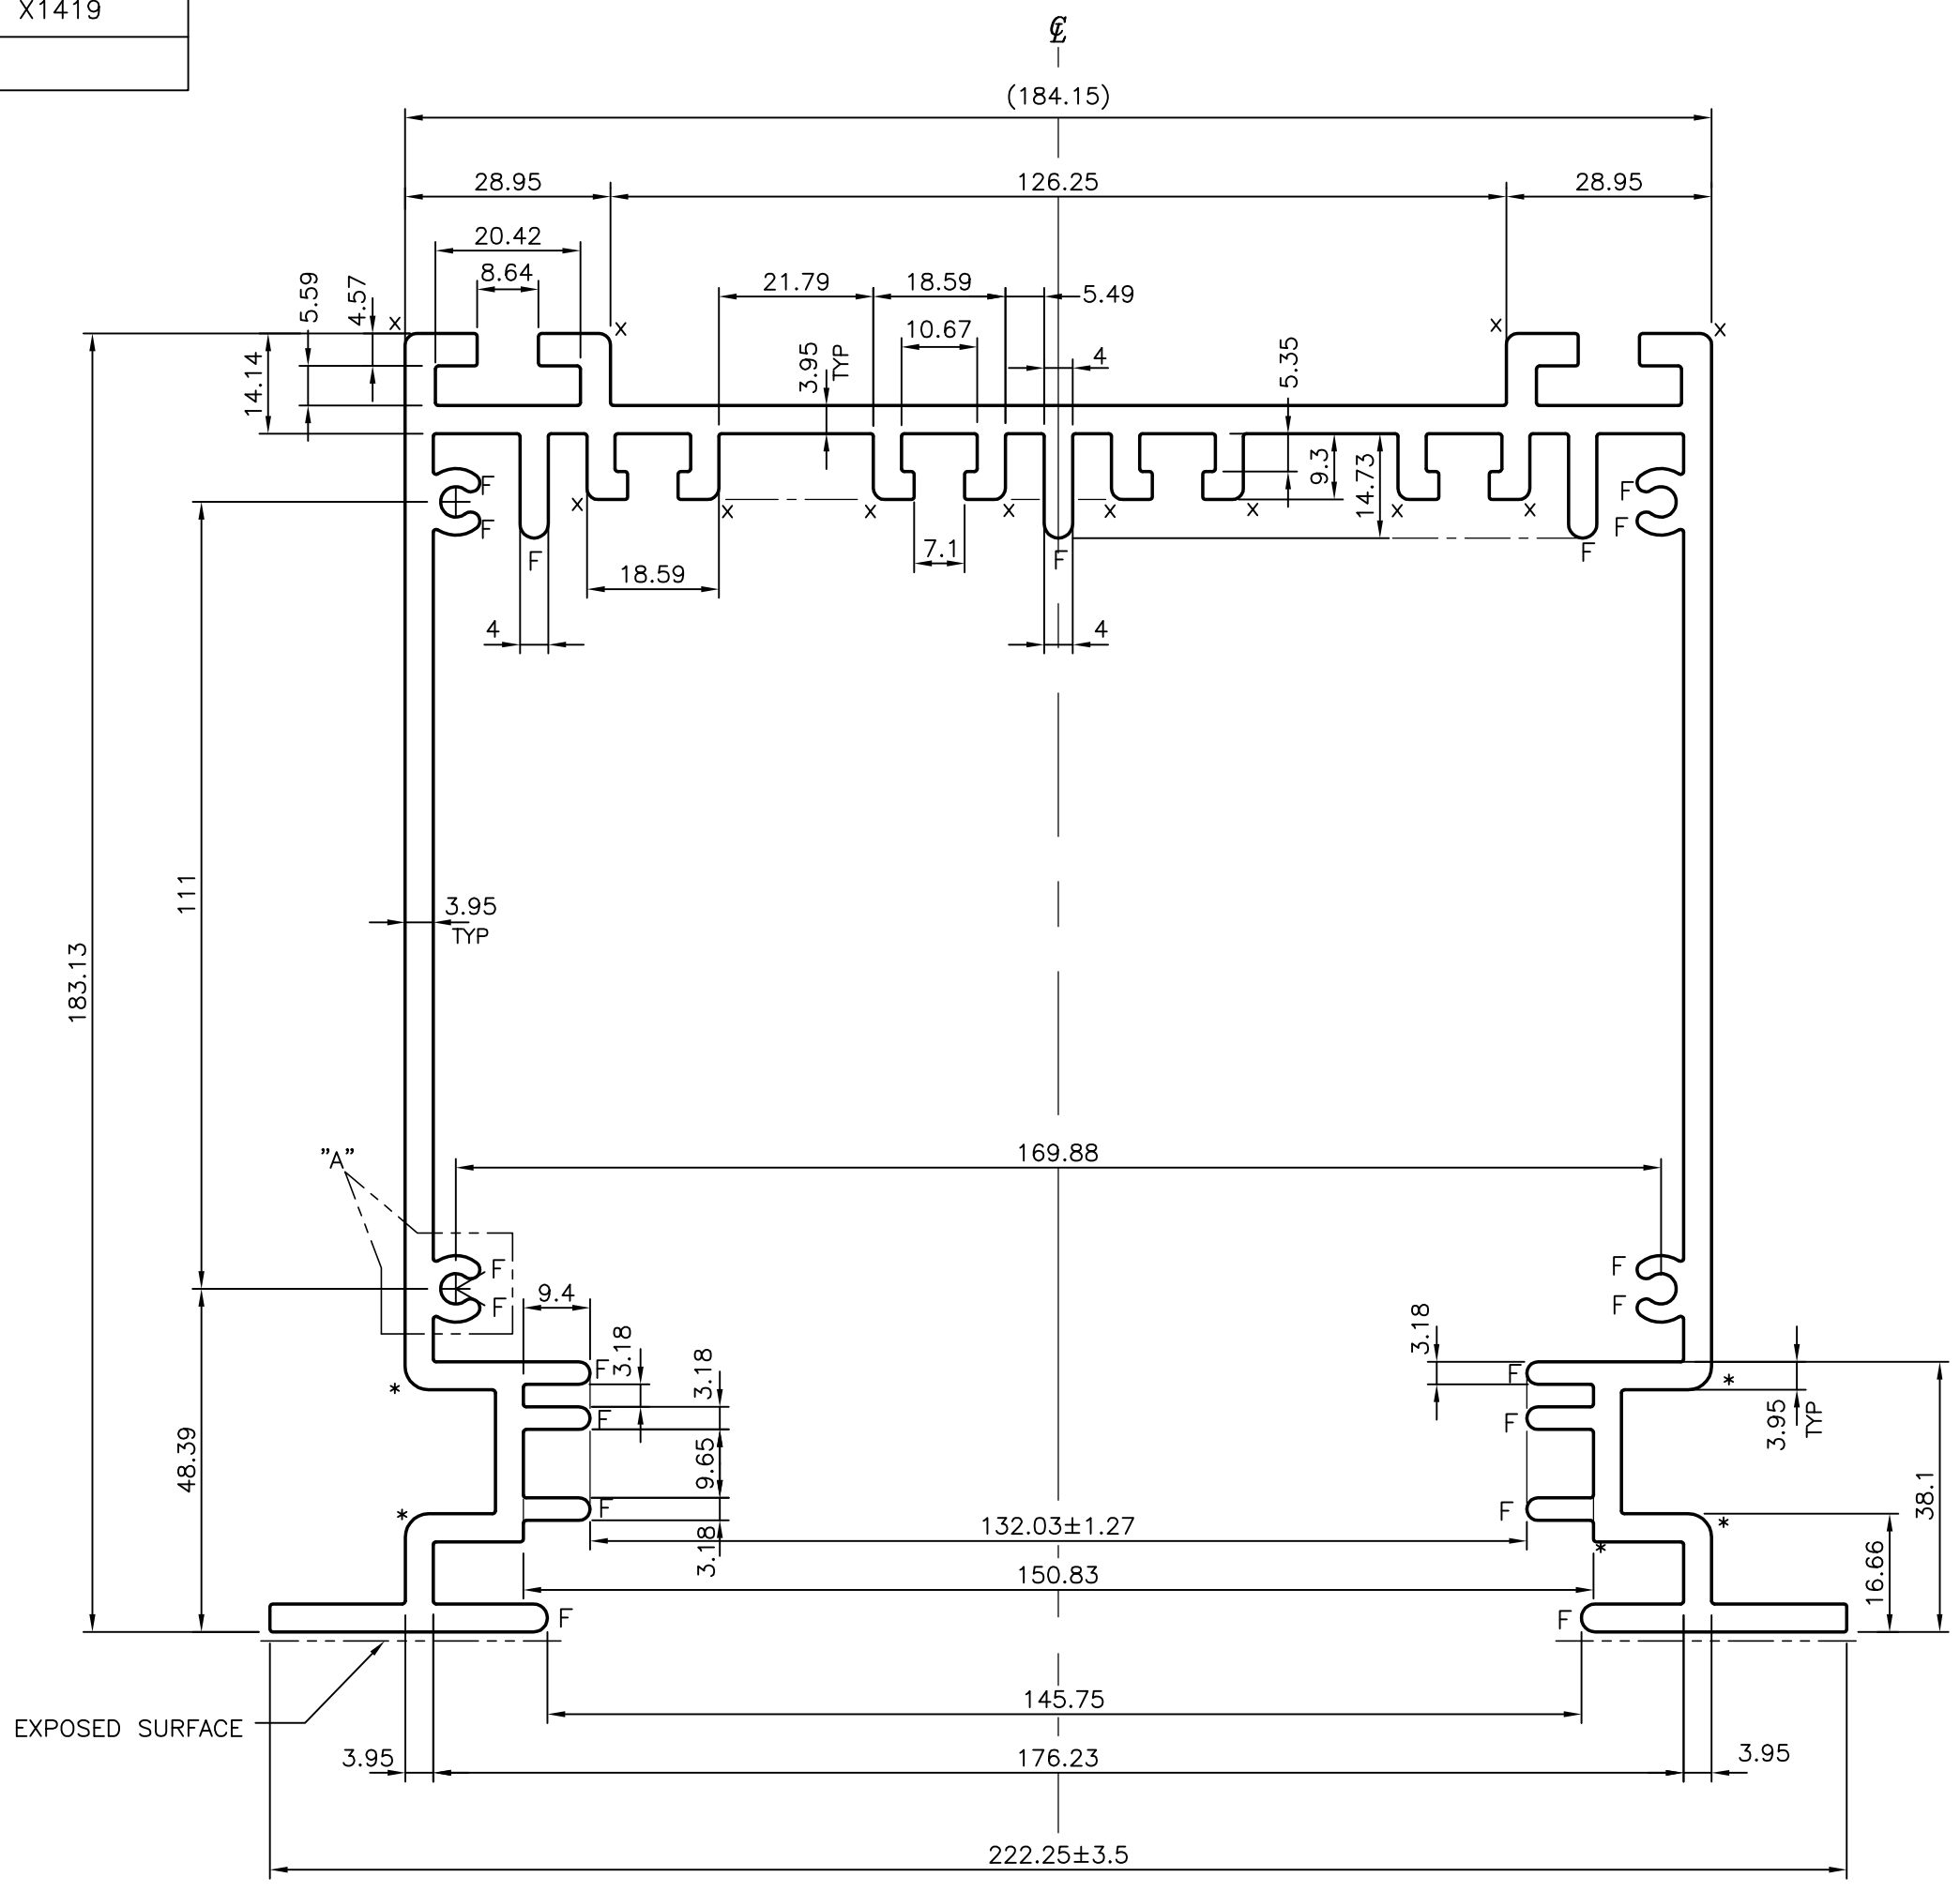 X1419
℄
(184.15)
28.95
126.25
28.95
20.42
8.64
21.79
18.59
5.49
5.59
4.57
10.67
4
3.95
TYP
5.35
14.14
x
x
x
x
9.3
14.73
F
F
F
F
x
x
x
x
x
x
x
x
F
F
F
7.1
18.59
4
4
111
3.95
TYP
183.13
169.88
"A"
F
F
F
F
9.4
3.18
3.18
3.18
F
F
*
*
3.95
TYP
F
F
48.39
9.65
38.1
*
F
F
*
3.18
132.03±1.27
*
150.83
16.66
F
F
145.75
EXPOSED SURFACE
3.95
176.23
3.95
222.25±3.5